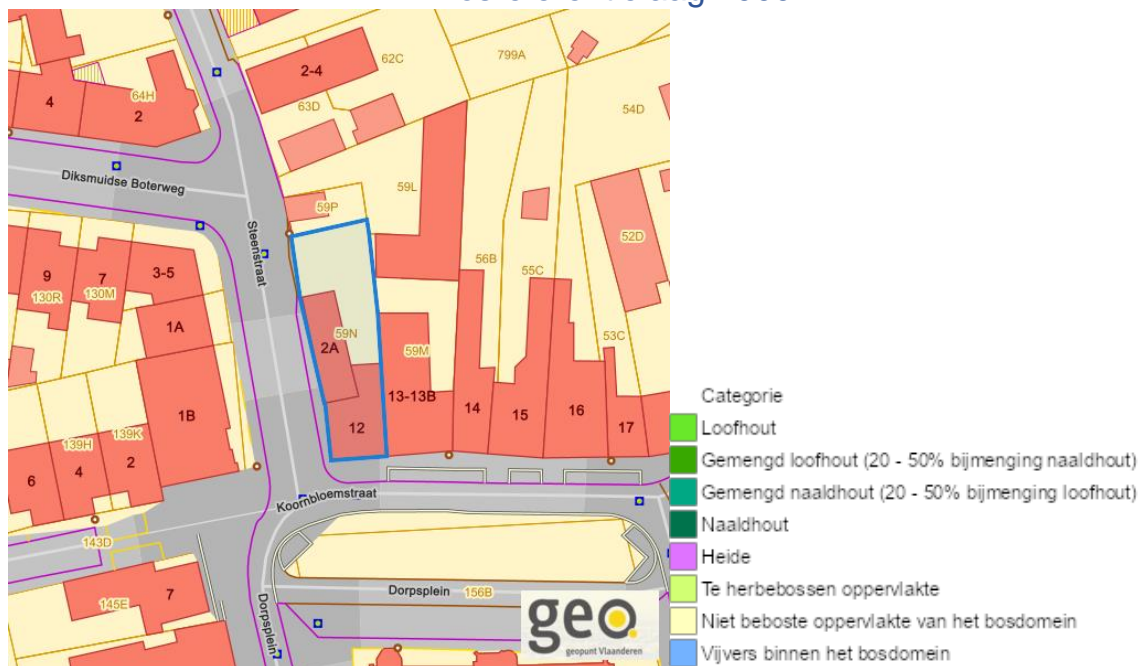 2-4
62C
799A
4
64H
2
63D
54D
Diksmuidse Boterweg
59L
59P
Steenstraat
52D
9
7
3-5
56B
55C
130R
130M
1A
59N
53C
2A
59M
1B
13-13B
14
15
16
17
12
139H
139K
6
4
2
Koornbloemstraat
143D
Dorpsplein
156B
7
145E
Dorpsplein
geo
geopunt Vlaanderen
Categorie
Loofhout
Gemengd loofhout (20 - 50% bijmenging naaldhout)
Gemengd naaldhout (20 - 50% bijmenging loofhout)
Naaldhout
Heide
Te herbebossen oppervlakte
Niet beboste oppervlakte van het bosdomein
Vijvers binnen het bosdomein